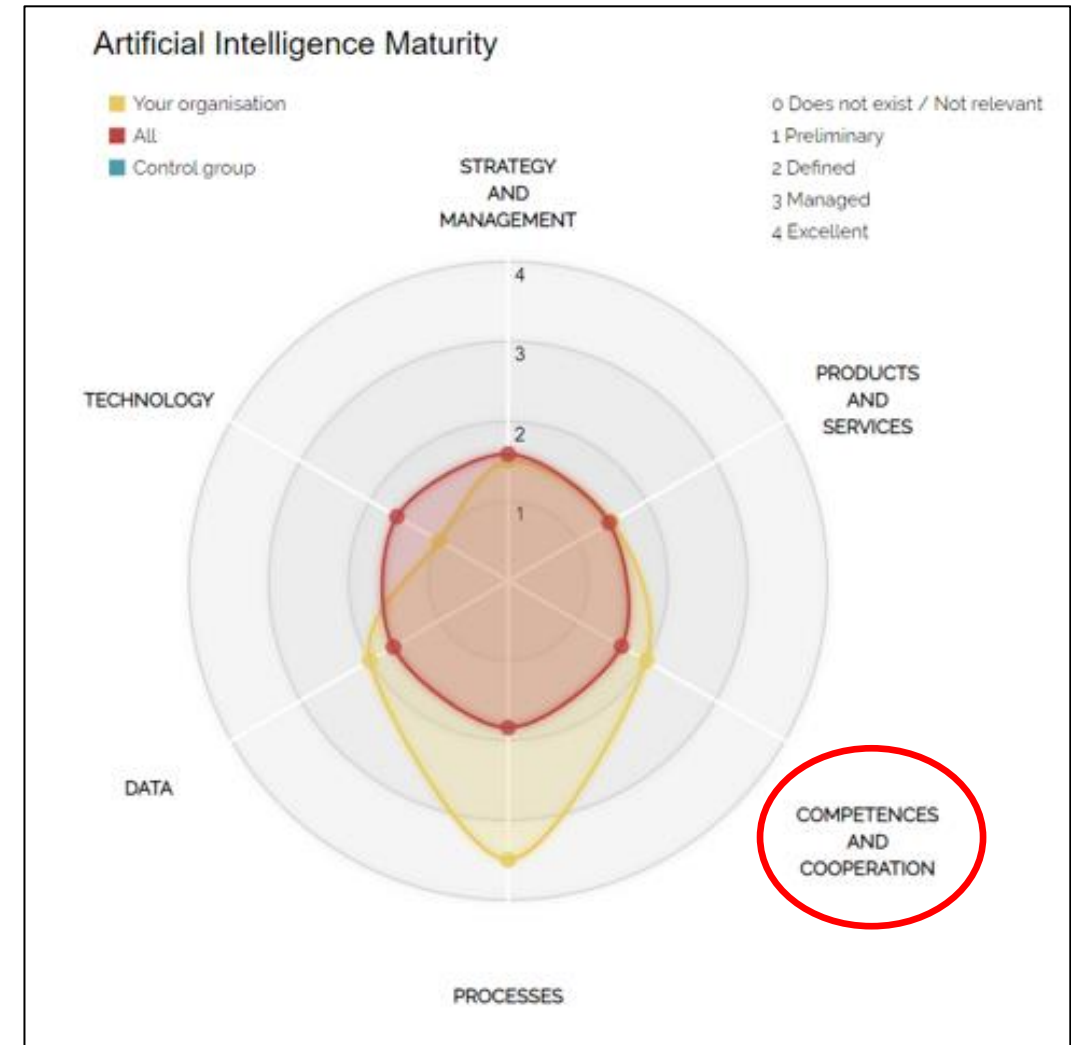 Artificial Intelligence Maturity
Your organisation
All
Control group
0 Does not exist / Not relevant
1 Preliminary
2 Defined
3 Managed
4 Excellent
STRATEGY
AND
MANAGEMENT
4
3
2
1
PRODUCTS
AND
SERVICES
TECHNOLOGY
DATA
COMPETENCES
AND
COOPERATION
PROCESSES